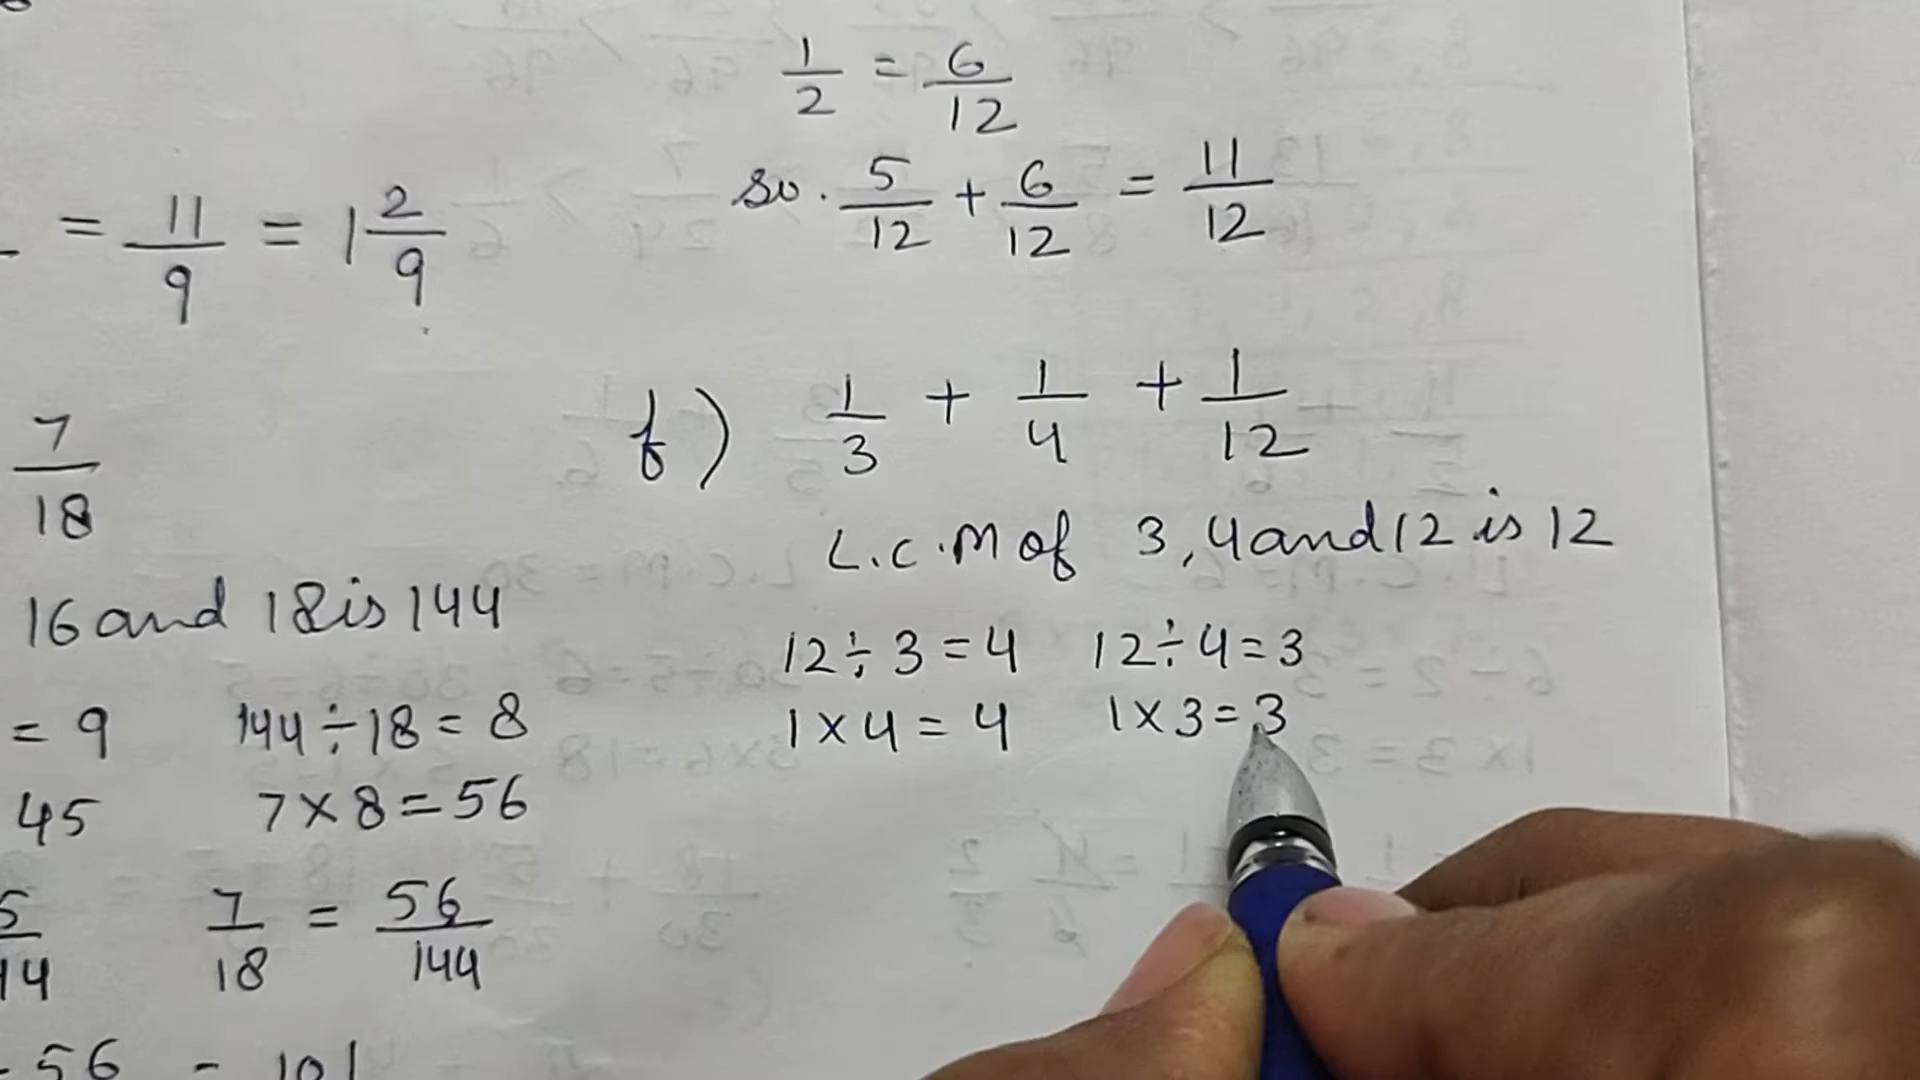 = 11/9 = 1 2/9
7/18
16 and 18 is 144
= 9 144 ÷ 18 = 8
45 7 × 8 = 56
7/18 = 56/144
56 - 101
1/2 = 6/12
so. 5/12 + 6/12 = 11/12
f) 1/3 + 1/4 + 1/12
L.C.M of 3, 4 and 12 is 12
12 ÷ 3 = 4 12 ÷ 4 = 3
1 × 4 = 4 1 × 3 = 3